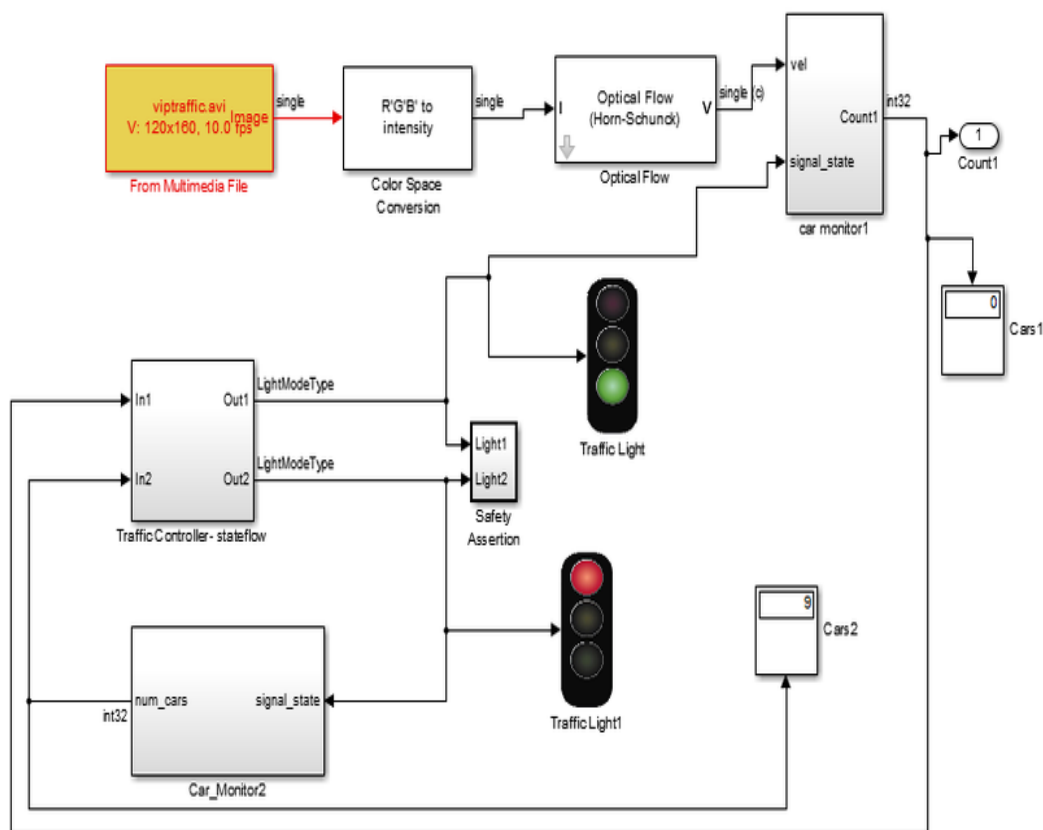 viptraffic.avi
V: 120x160, 10.0 fps
Image
single
From Multimedia File
R'G'B' to
intensity
single
Color Space
Conversion
I
Optical Flow
(Horn-Schunck)
V
single (c)
Optical Flow
vel
signal_state
Count1
int32
car monitor1
1
Count1
0
Cars1
Traffic Light
In1
In2
Out1
Out2
LightModeType
LightModeType
Traffic Controller- stateflow
Light1
Light2
Safety
Assertion
Traffic Light1
9
Cars2
num_cars
signal_state
int32
Car_Monitor2